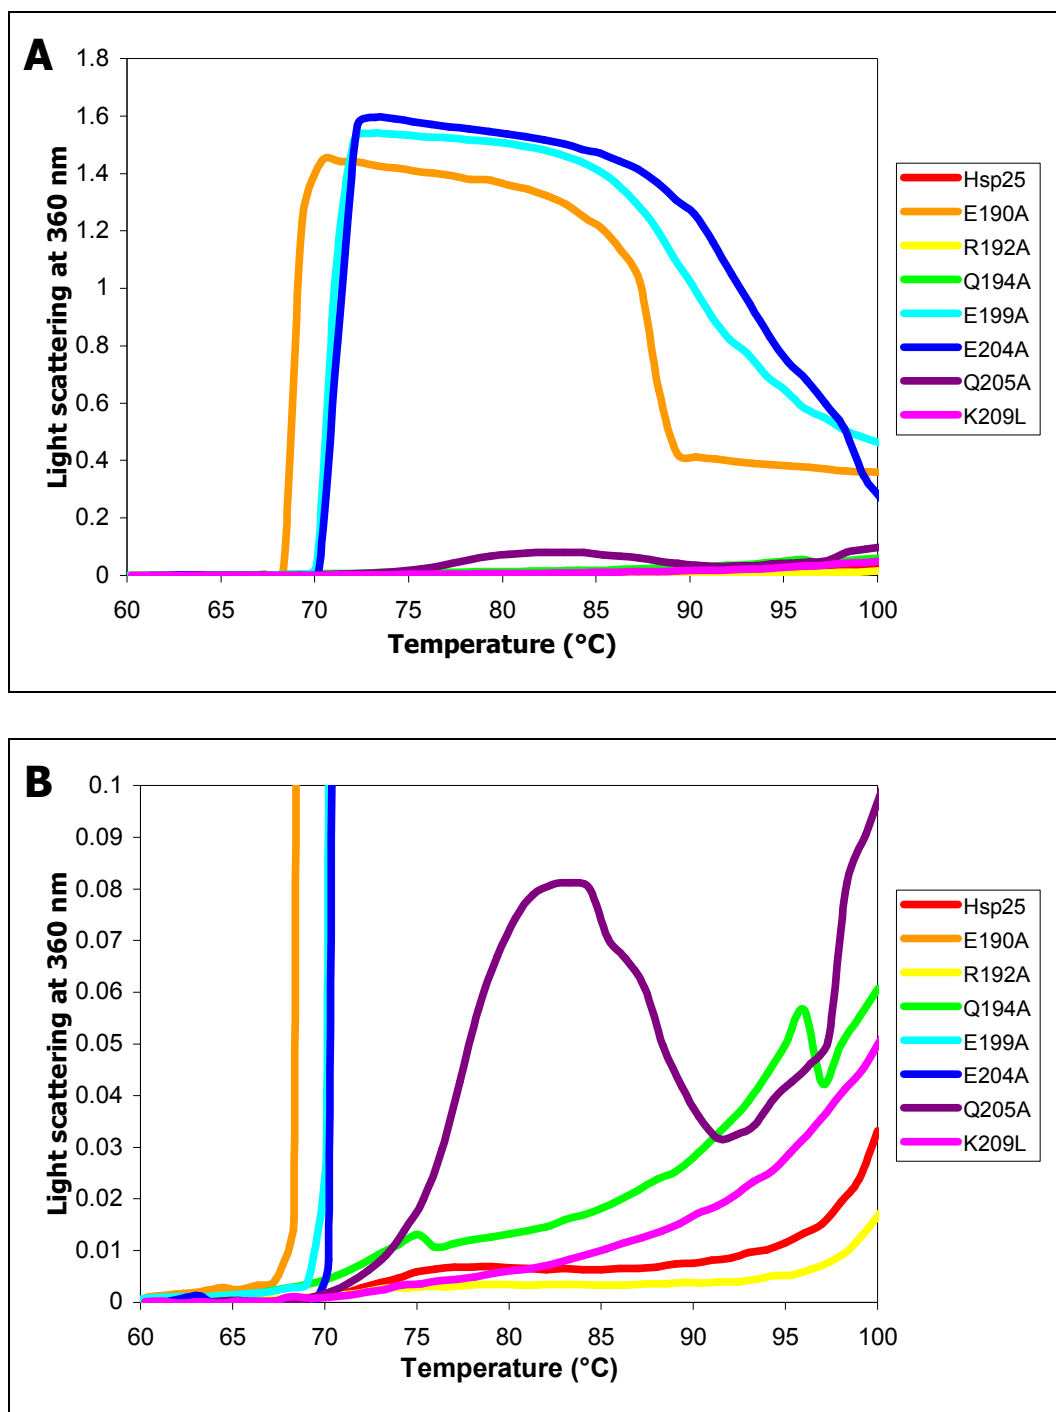 A
Light scattering at 360 nm
1.8
1.6
1.4
1.2
1
0.8
0.6
0.4
0.2
0
60 65 70 75 80 85 90 95 100
Temperature (°C)
Hsp25
E190A
R192A
Q194A
E199A
E204A
Q205A
K209L
B
Light scattering at 360 nm
0.1
0.09
0.08
0.07
0.06
0.05
0.04
0.03
0.02
0.01
0
60 65 70 75 80 85 90 95 100
Temperature (°C)
Hsp25
E190A
R192A
Q194A
E199A
E204A
Q205A
K209L